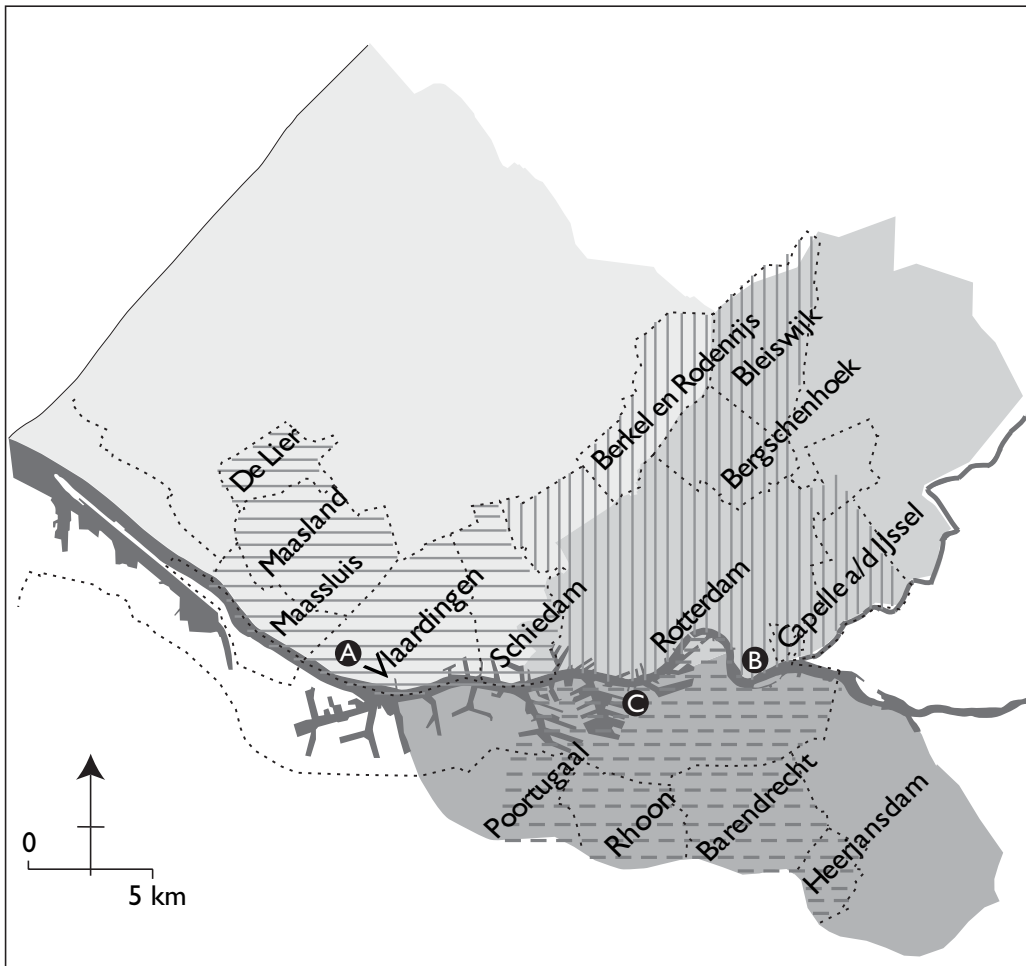 Berkel en Rodenrijs
Bleiswijk
Bergschenhoek
De Lier
Maasland
Maassluis
Vlaardingen
Schiedam
Rotterdam
Capelle a/d IJssel
A
B
C
Poortugaal
Rhoon
Barendrecht
Heerjansdam
0
5 km